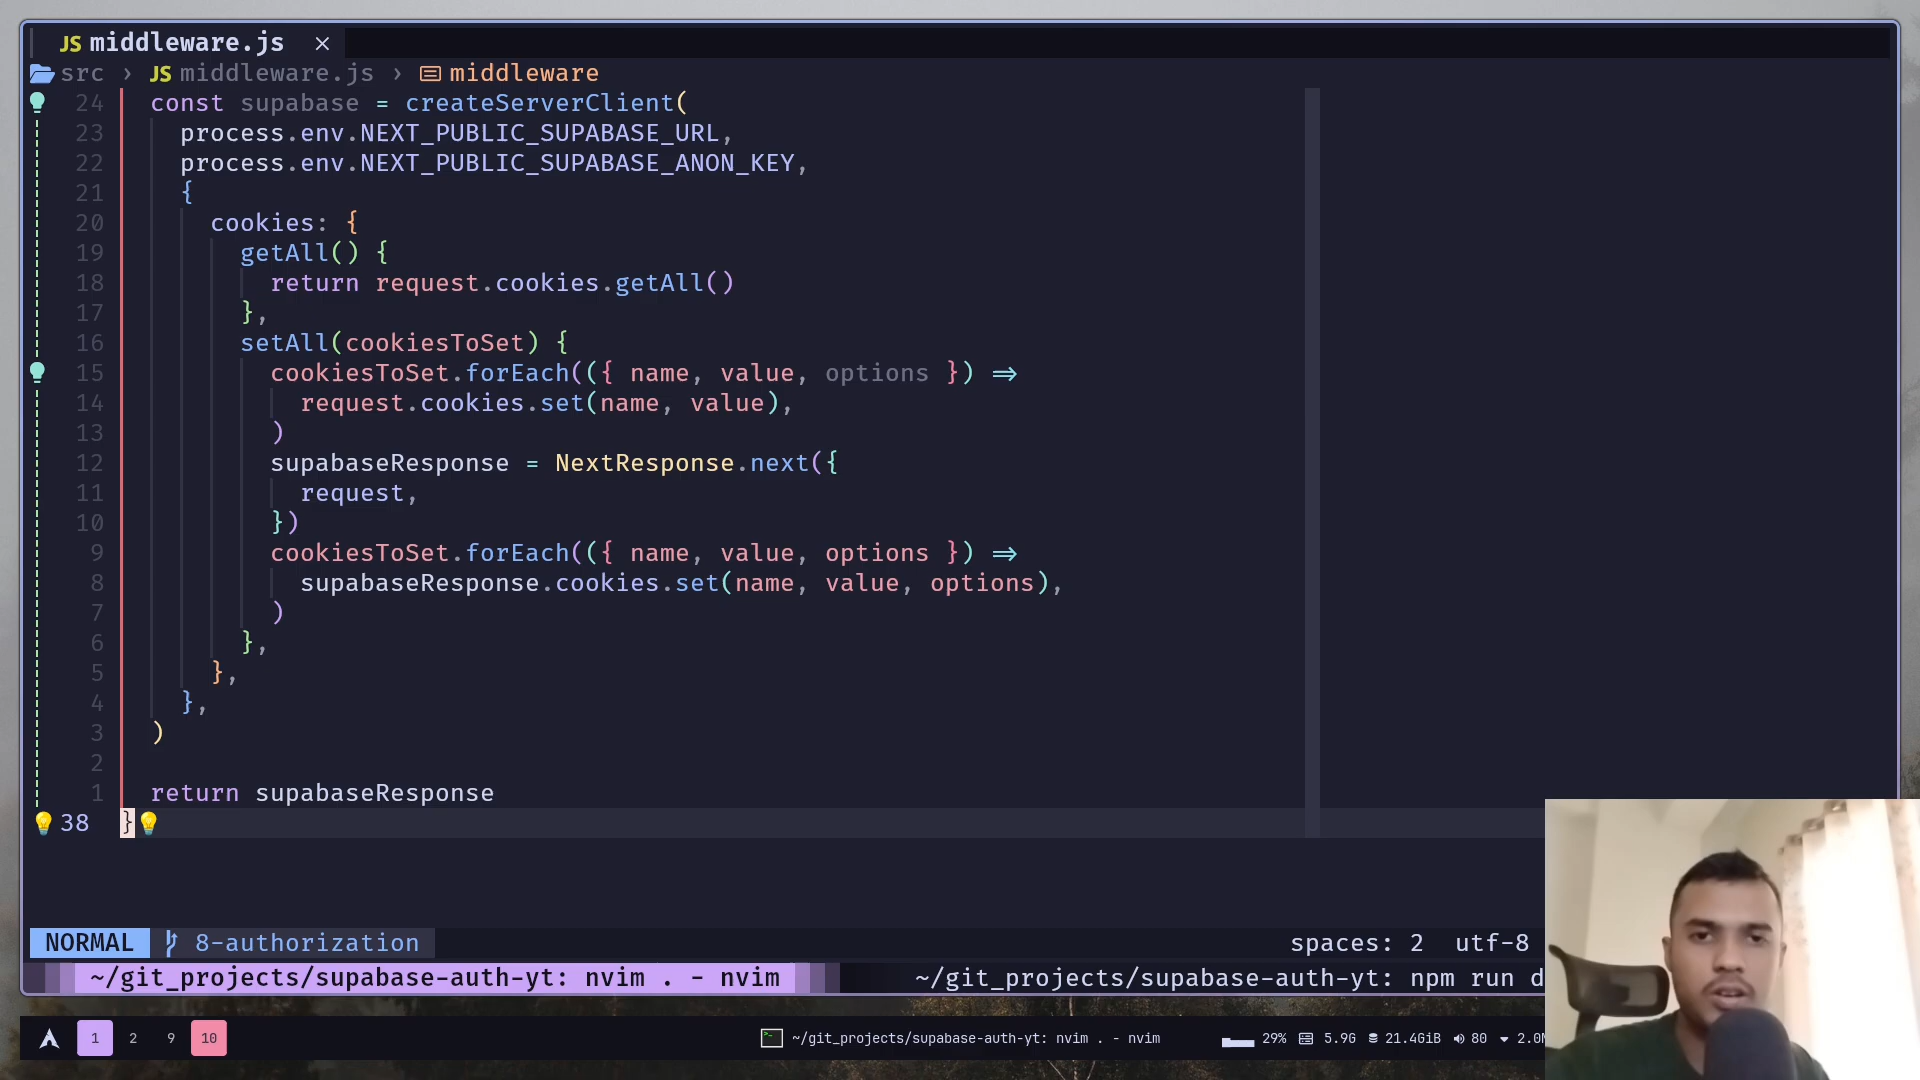 JS middleware.js ×
src › JS middleware.js › middleware
24 const supabase = createServerClient(
23 process.env.NEXT_PUBLIC_SUPABASE_URL,
22 process.env.NEXT_PUBLIC_SUPABASE_ANON_KEY,
21 {
20 cookies: {
19 getAll() {
18 return request.cookies.getAll()
17 },
16 setAll(cookiesToSet) {
15 cookiesToSet.forEach(({ name, value, options }) =>
14 request.cookies.set(name, value),
13 )
12 supabaseResponse = NextResponse.next({
11 request,
10 })
9 cookiesToSet.forEach(({ name, value, options }) =>
8 supabaseResponse.cookies.set(name, value, options),
7 )
6 },
5 },
4 },
3 )
2
1 return supabaseResponse
38 }
NORMAL 8-authorization spaces: 2 utf-8
~/git_projects/supabase-auth-yt: nvim . - nvim ~/git_projects/supabase-auth-yt: npm run d
1 2 9 10 ~/git_projects/supabase-auth-yt: nvim . - nvim 29% 5.9G 21.4GiB 80 2.0M